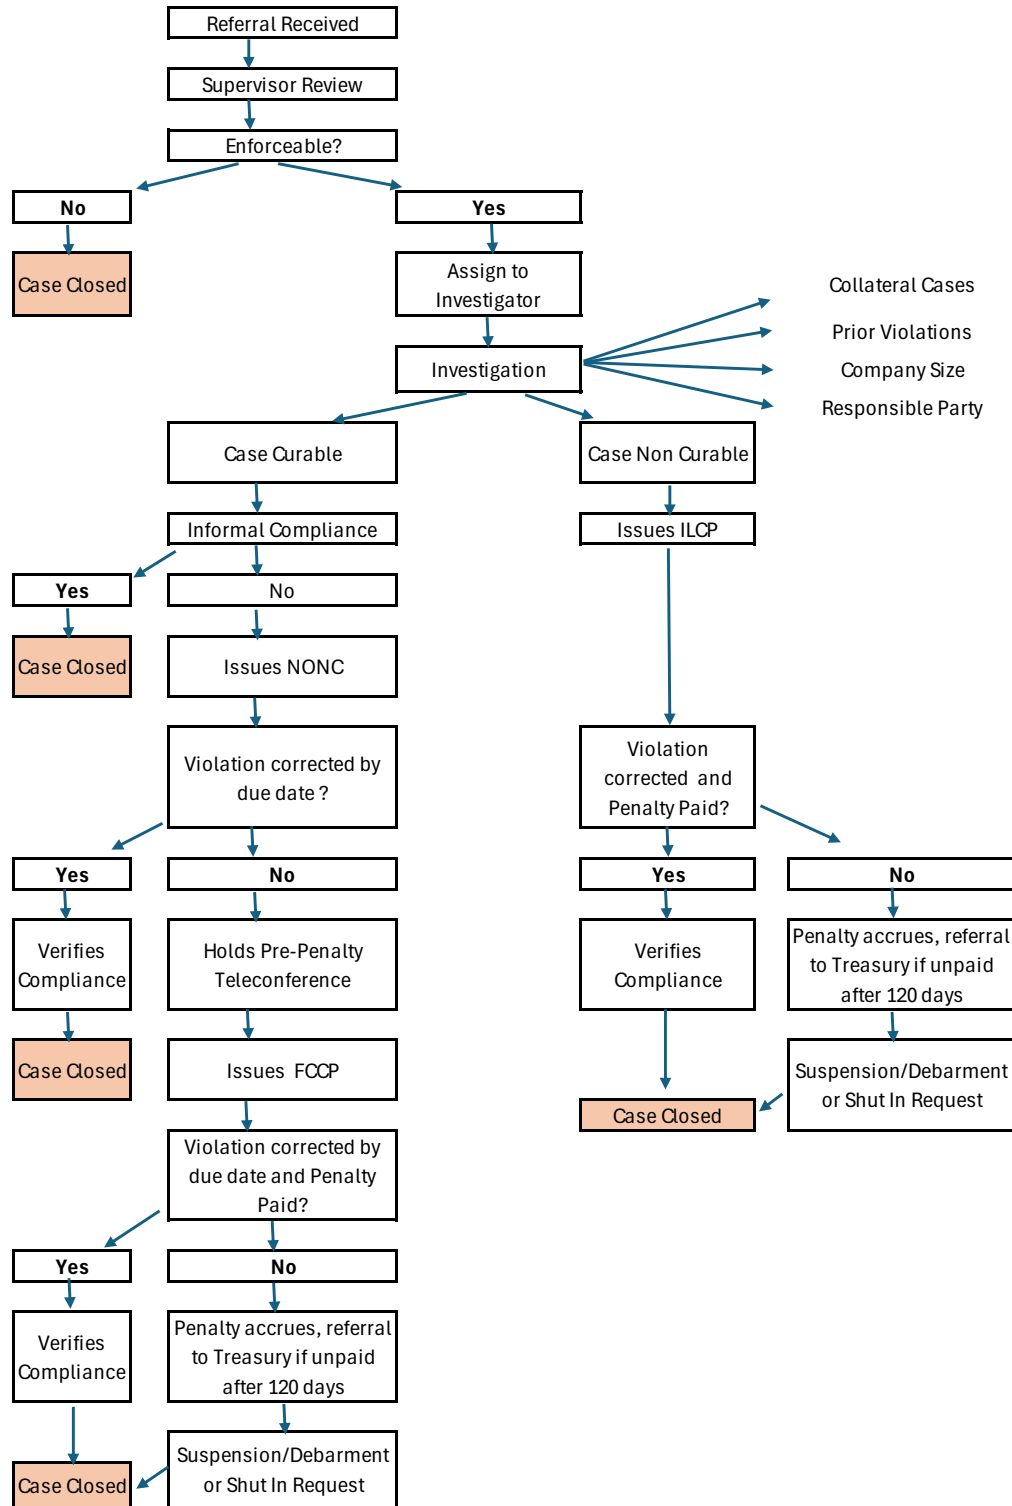 Referral Received
Supervisor Review
Enforceable?
No
Yes
Case Closed
Assign to
Investigator
Collateral Cases
Prior Violations
Investigation
Company Size
Responsible Party
Case Curable
Case Non Curable
Informal Compliance
Issues ILCP
Yes
No
Case Closed
Issues NONC
Violation corrected by
due date ?
Violation
corrected and
Penalty Paid?
Yes
No
Yes
No
Verifies
Compliance
Holds Pre-Penalty
Teleconference
Verifies
Compliance
Penalty accrues, referral
to Treasury if unpaid
after 120 days
Case Closed
Issues FCCP
Case Closed
Suspension/Debarment
or Shut In Request
Violation corrected by
due date and Penalty
Paid?
Yes
No
Verifies
Compliance
Penalty accrues, referral
to Treasury if unpaid
after 120 days
Case Closed
Suspension/Debarment
or Shut In Request